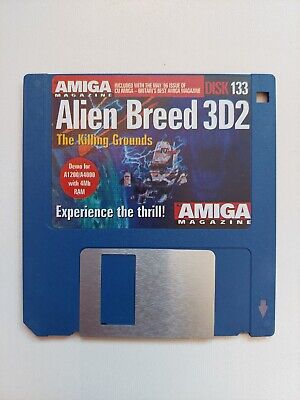 AMIGA
MAGAZINE
INCLUDED WITH THE MAY '96 ISSUE OF
CU AMIGA - BRITAIN'S BEST AMIGA MAGAZINE
DISK 133
Alien Breed 3D2
The Killing Grounds
Demo for
A1200/A4000
with 4Mb
RAM
Experience the thrill!
AMIGA
MAGAZINE